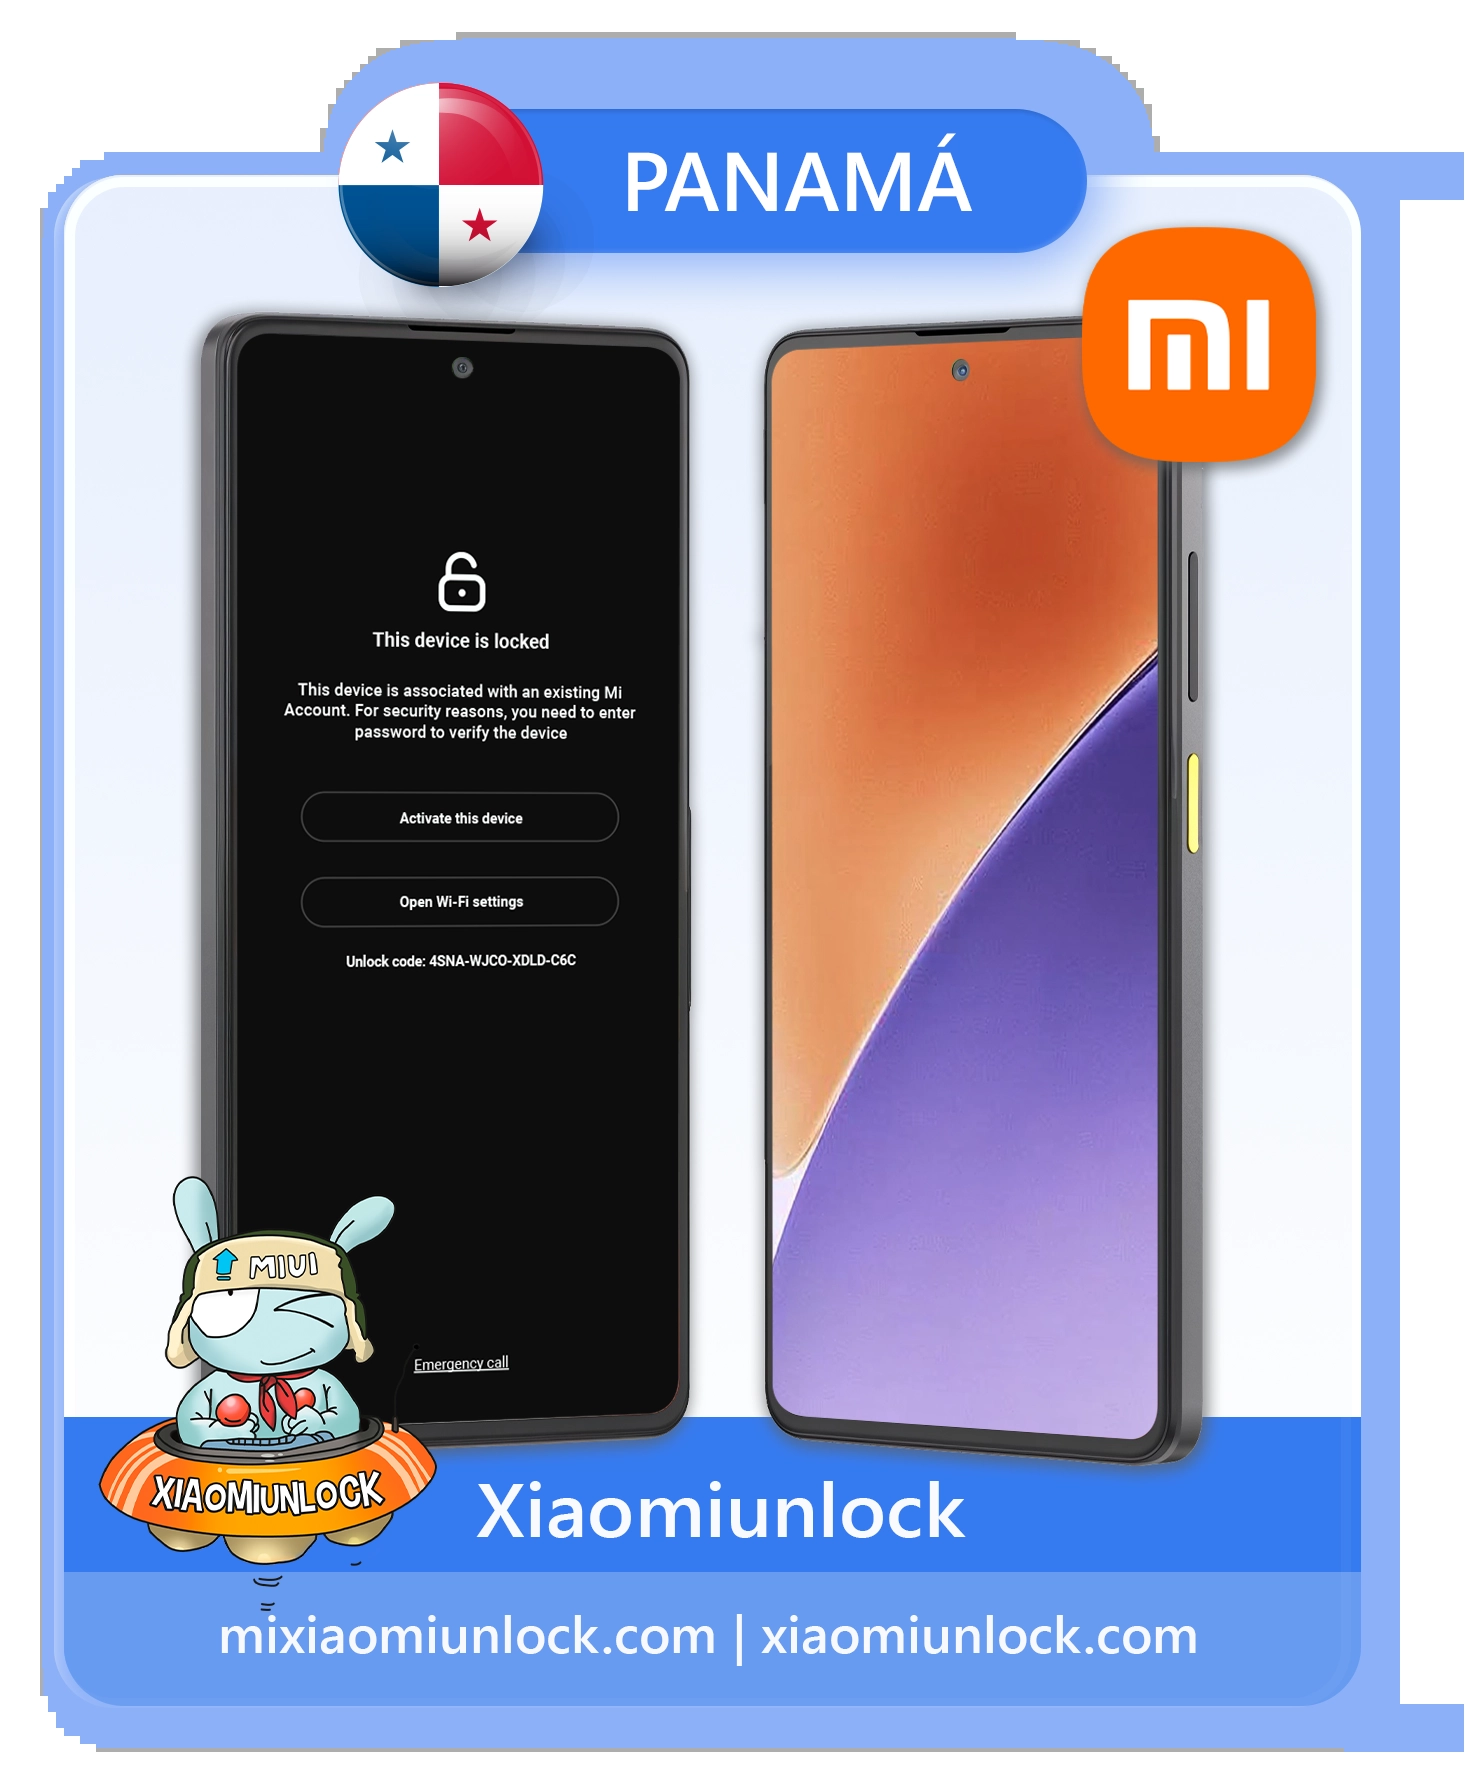 PANAMÁ
mi
This device is locked
This device is associated with an existing Mi
Account. For security reasons, you need to enter
password to verify the device
Activate this device
Open Wi-Fi settings
Unlock code: 4SNA-WJCO-XDLD-C6C
Emergency call
MIUI
XIAOMIUNLOCK
Xiaomiunlock
mixiaomiunlock.com | xiaomiunlock.com